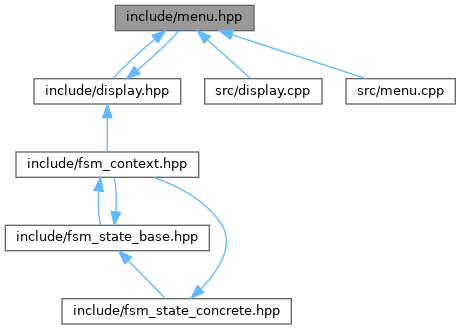 include/menu.hpp
include/display.hpp
src/display.cpp
src/menu.cpp
include/fsm_context.hpp
include/fsm_state_base.hpp
include/fsm_state_concrete.hpp